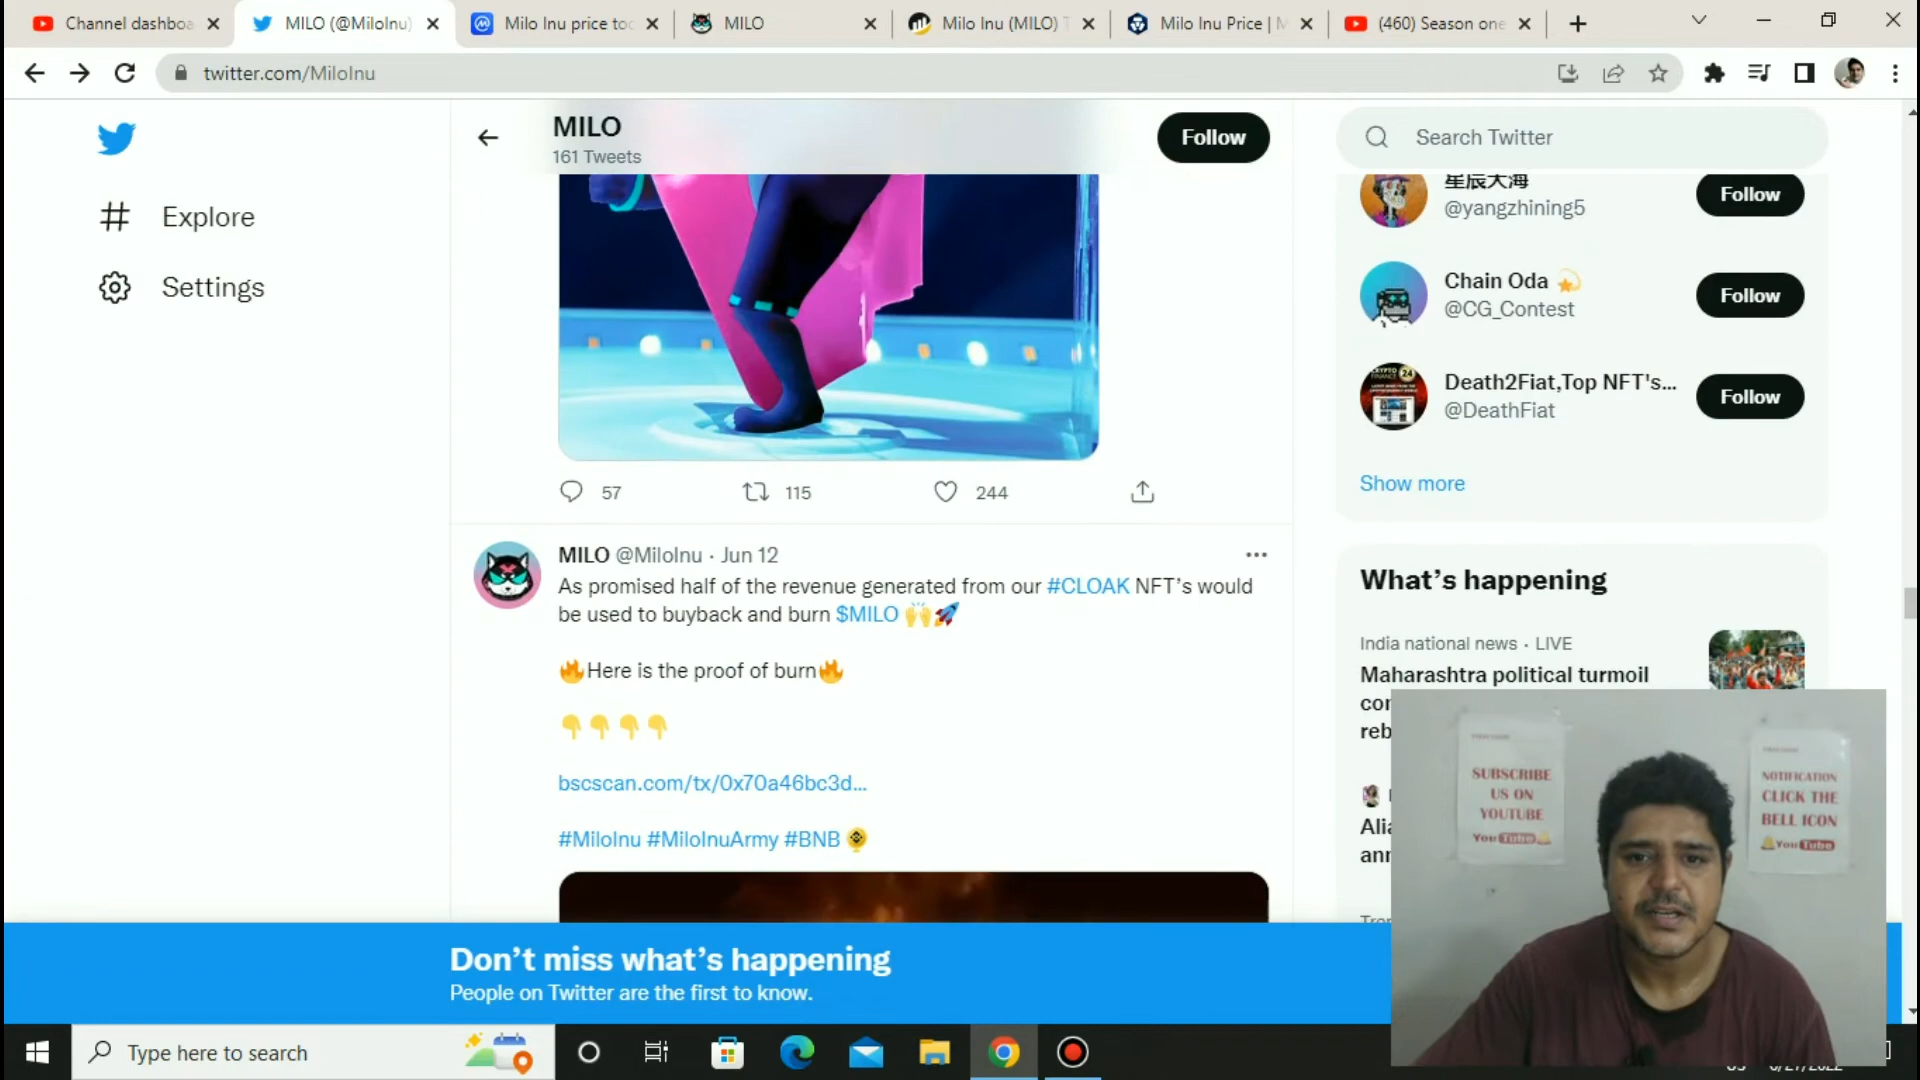 Channel dashboa
MILO (@MiloInu)
Milo Inu price too
MILO
Milo Inu (MILO) T
Milo Inu Price | M
(460) Season one
twitter.com/MiloInu
MILO
161 Tweets
Follow
Search Twitter
Explore
Settings
星辰大海
@yangzhining5
Follow
Chain Oda
@CG_Contest
Follow
Death2Fiat,Top NFT's...
@DeathFiat
Follow
Show more
57
115
244
MILO @MiloInu · Jun 12
As promised half of the revenue generated from our #CLOAK NFT’s would
be used to buyback and burn $MILO 🙌🚀
🔥Here is the proof of burn🔥
👇👇👇👇
bscscan.com/tx/0x70a46bc3d...
#MiloInu #MiloInuArmy #BNB
What’s happening
India national news · LIVE
Maharashtra political turmoil
SUBSCRIBE
US ON
YOUTUBE
YouTube
NOTIFICATION
CLICK THE
BELL ICON
YouTube
Don’t miss what’s happening
People on Twitter are the first to know.
Type here to search